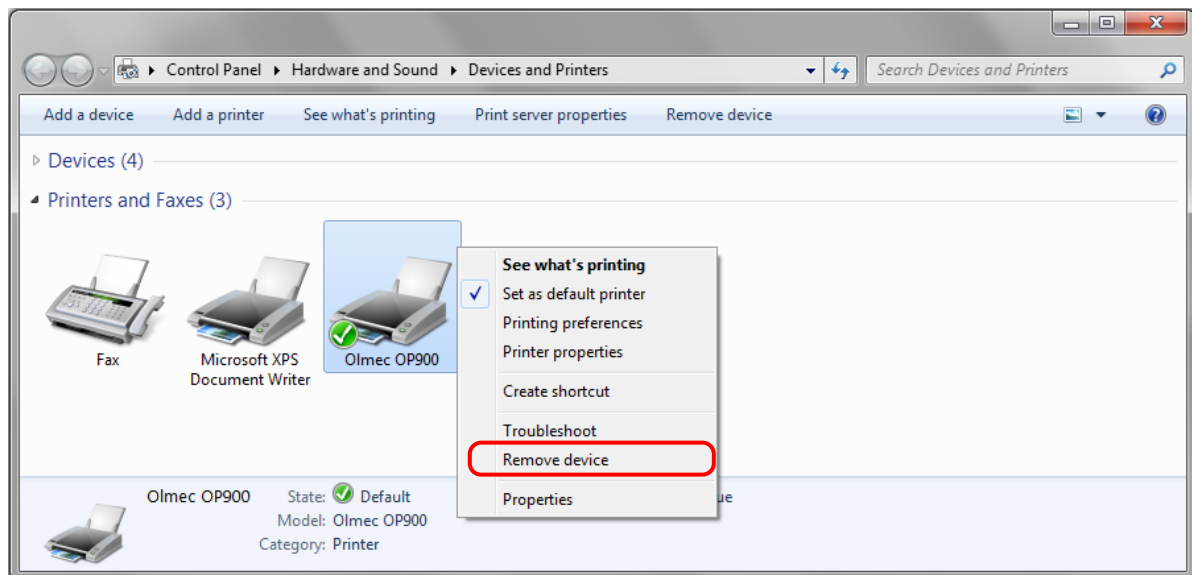 Control Panel ▸ Hardware and Sound ▸ Devices and Printers
Search Devices and Printers
Add a device Add a printer See what's printing Print server properties Remove device
Devices (4)
Printers and Faxes (3)
Fax
Microsoft XPS
Document Writer
Olmec OP900
See what's printing
Set as default printer
Printing preferences
Printer properties
Create shortcut
Troubleshoot
Remove device
Properties
Olmec OP900 State: Default
Model: Olmec OP900
Category: Printer